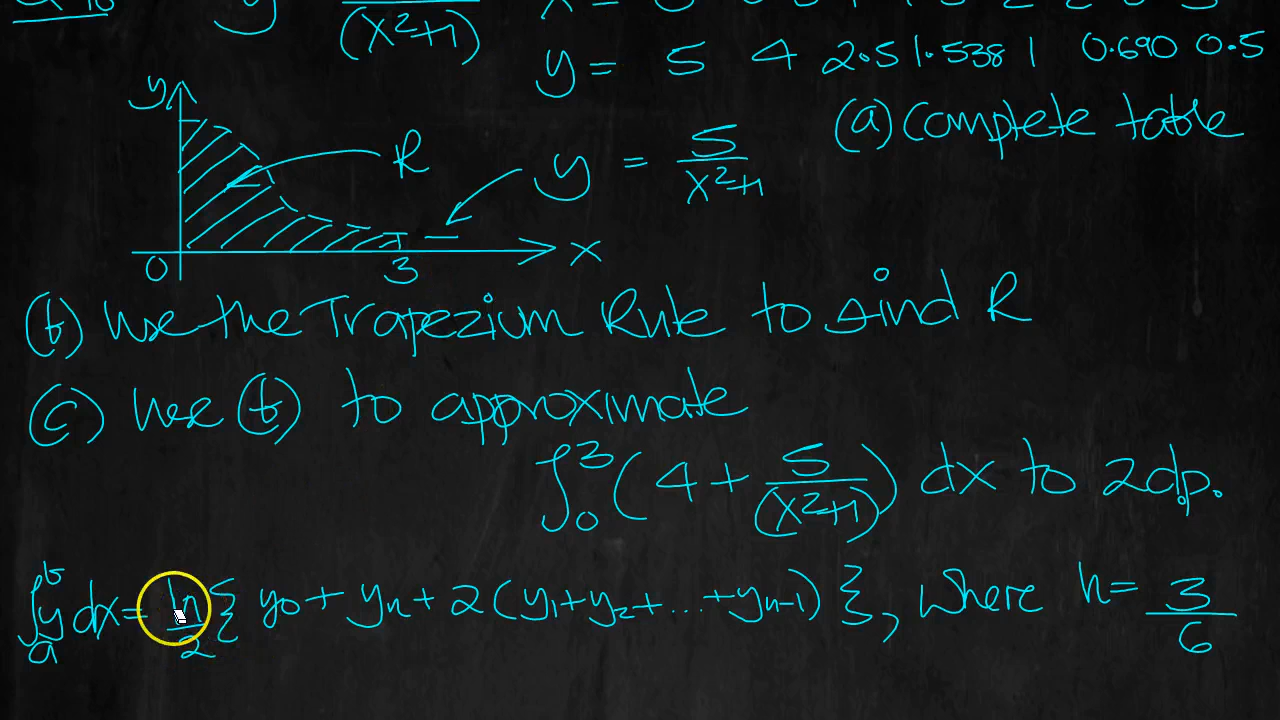 y (x²+1) x = 0 0.5 1 1.5 2 2.5 3
y = 5 4 2.5 1.538 1 0.690 0.5
(a) Complete table
y R y = 5/(x²+1)
0 3 x
(b) Use the Trapezium Rule to find R
(c) Use (b) to approximate
∫₀³ (4 + 5/(x²+1)) dx to 2dp.
∫ₐᵇ y dx = h/2 { y₀ + yₙ + 2(y₁+y₂+...+yₙ₋₁) }, where h = 3/6